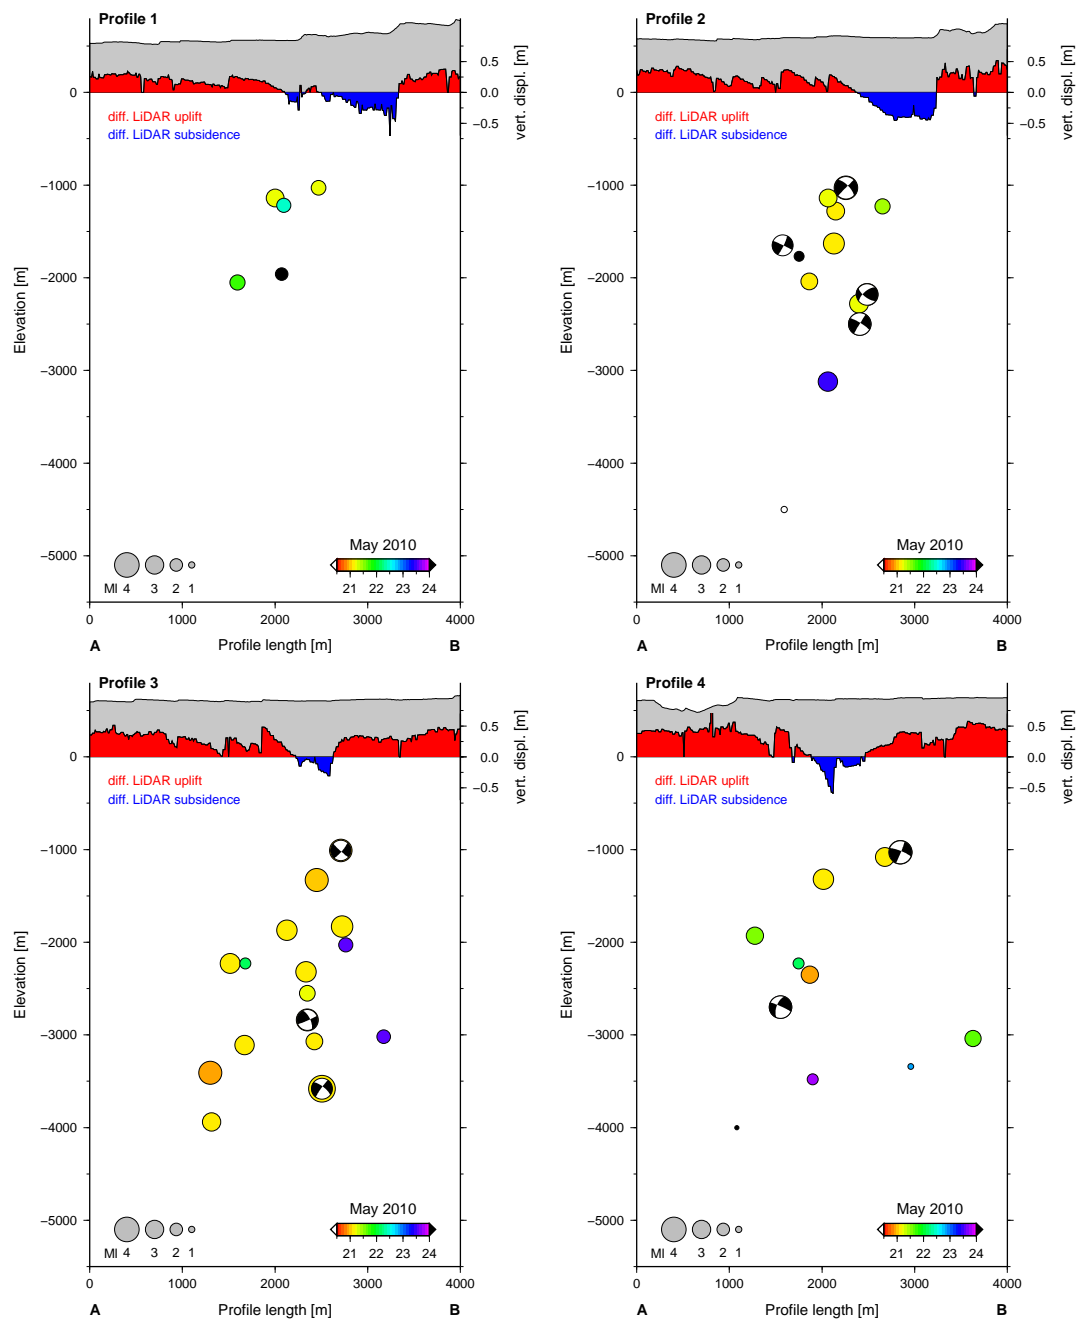 Profile 1
0.5
0.0
−0.5
vert. displ. [m]
diff. LiDAR uplift
diff. LiDAR subsidence
0
−1000
−2000
−3000
−4000
−5000
Elevation [m]
May 2010
21 22 23 24
Ml 4 3 2 1
0 1000 2000 3000 4000
A Profile length [m] B
Profile 2
0.5
0.0
−0.5
vert. displ. [m]
diff. LiDAR uplift
diff. LiDAR subsidence
0
−1000
−2000
−3000
−4000
−5000
Elevation [m]
May 2010
21 22 23 24
Ml 4 3 2 1
0 1000 2000 3000 4000
A Profile length [m] B
Profile 3
0.5
0.0
−0.5
vert. displ. [m]
diff. LiDAR uplift
diff. LiDAR subsidence
0
−1000
−2000
−3000
−4000
−5000
Elevation [m]
May 2010
21 22 23 24
Ml 4 3 2 1
0 1000 2000 3000 4000
A Profile length [m] B
Profile 4
0.5
0.0
−0.5
vert. displ. [m]
diff. LiDAR uplift
diff. LiDAR subsidence
0
−1000
−2000
−3000
−4000
−5000
Elevation [m]
May 2010
21 22 23 24
Ml 4 3 2 1
0 1000 2000 3000 4000
A Profile length [m] B